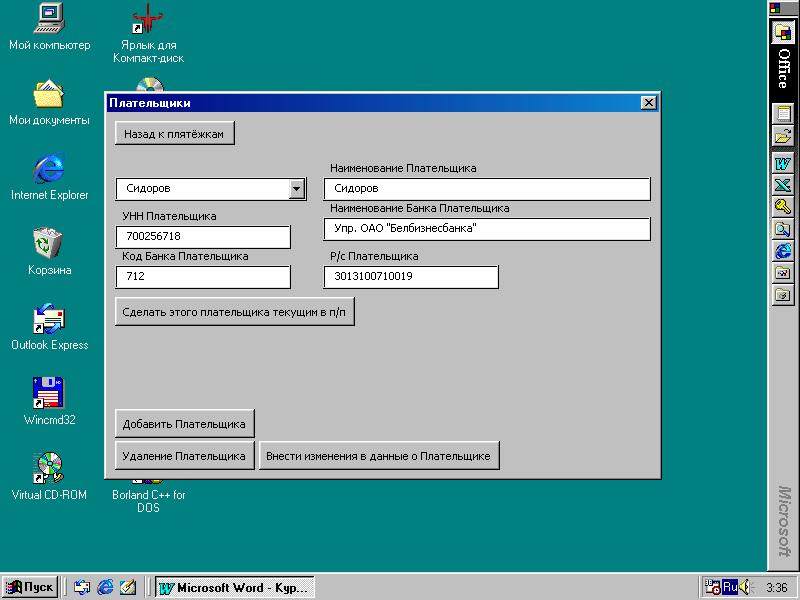 Мой компьютер
Ярлык для
Компакт-диск
Мои документы
Internet Explorer
Корзина
Outlook Express
Wincmd32
Virtual CD-ROM
Borland C++ for
DOS
Плательщики
Назад к плятёжкам
Сидоров
Наименование Плательщика
Сидоров
УНН Плательщика
Наименование Банка Плательщика
700256718
Упр. ОАО "Белбизнесбанка"
Код Банка Плательщика
Р/с Плательщика
712
3013100710019
Сделать этого плательщика текущим в п/п
Добавить Плательщика
Удаление Плательщика
Внести изменения в данные о Плательщике
Office
Microsoft
Пуск
Microsoft Word - Кур...
Ru
3:36